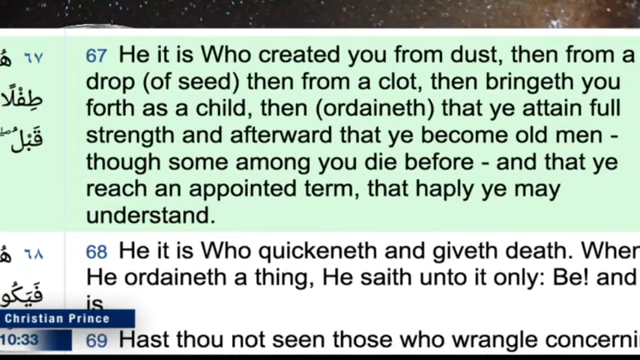 ٦٧ 67 He it is Who created you from dust, then from a
drop (of seed) then from a clot, then bringeth you
طِفْلًا forth as a child, then (ordaineth) that ye attain full
قَبْلُ strength and afterward that ye become old men -
though some among you die before - and that ye
reach an appointed term, that haply ye may
understand.
٦٨ 68 He it is Who quickeneth and giveth death. When
He ordaineth a thing, He saith unto it only: Be! and
is
Christian Prince
10:33
69 Hast thou not seen those who wrangle